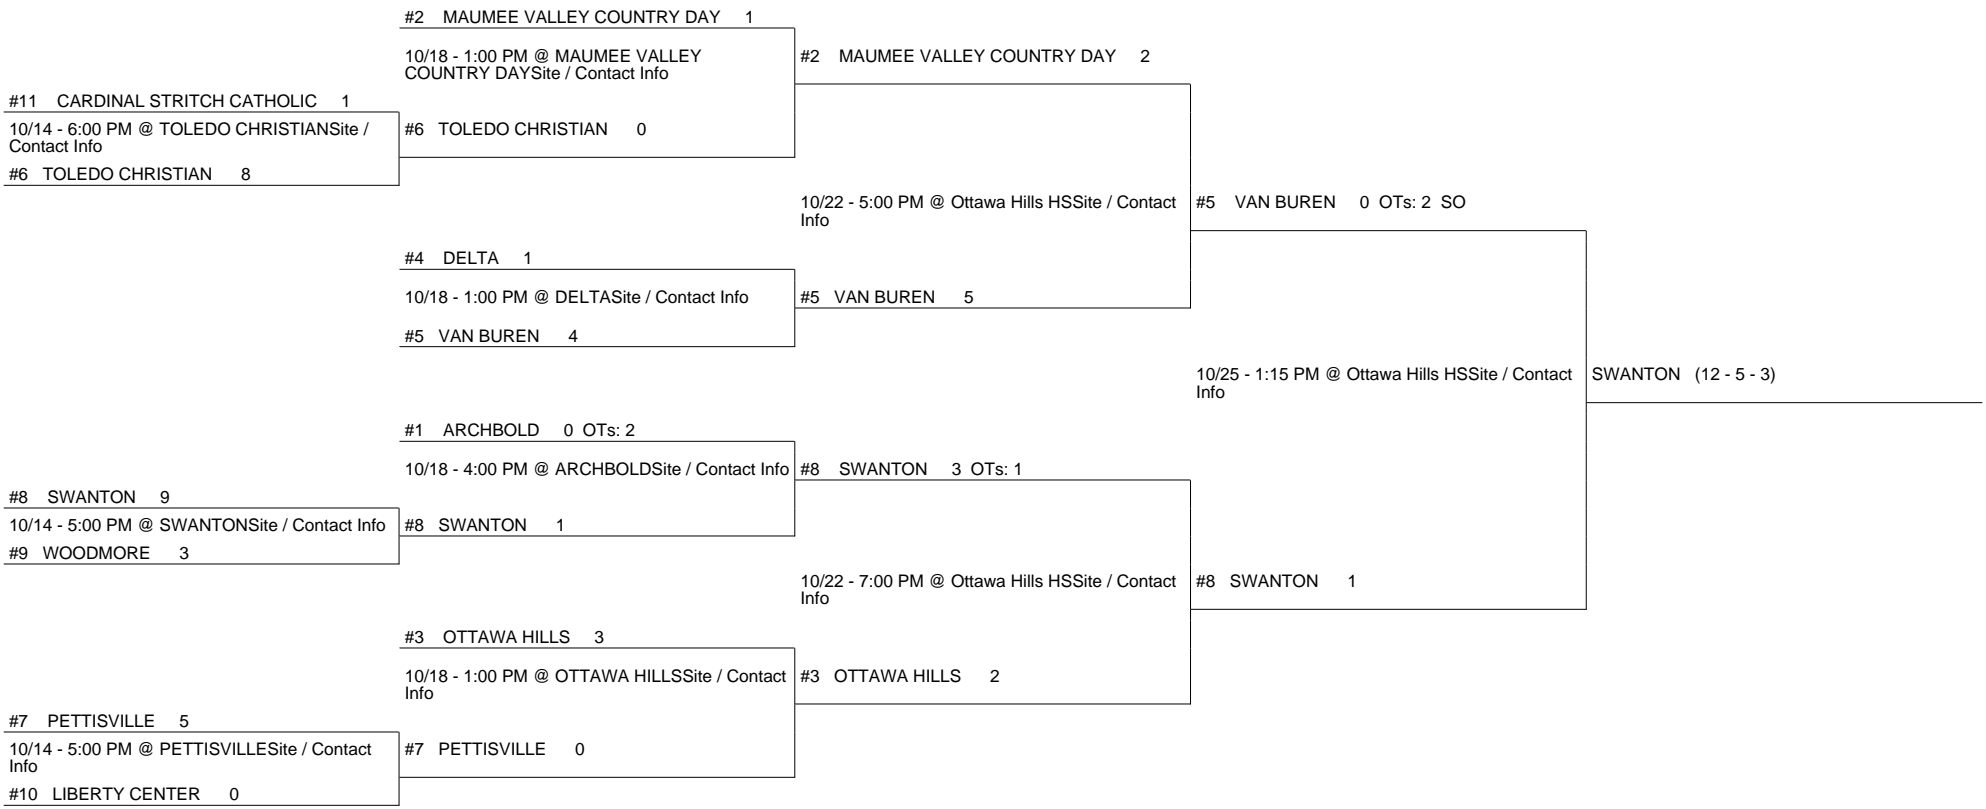 #2 MAUMEE VALLEY COUNTRY DAY 1
10/18 - 1:00 PM @ MAUMEE VALLEY
COUNTRY DAYSite / Contact Info
#2 MAUMEE VALLEY COUNTRY DAY 2
#11 CARDINAL STRITCH CATHOLIC 1
10/14 - 6:00 PM @ TOLEDO CHRISTIANSite /
Contact Info
#6 TOLEDO CHRISTIAN 0
#6 TOLEDO CHRISTIAN 8
10/22 - 5:00 PM @ Ottawa Hills HSSite / Contact
Info
#5 VAN BUREN 0 OTs: 2 SO
#4 DELTA 1
10/18 - 1:00 PM @ DELTASite / Contact Info
#5 VAN BUREN 5
#5 VAN BUREN 4
10/25 - 1:15 PM @ Ottawa Hills HSSite / Contact
Info
SWANTON (12 - 5 - 3)
#1 ARCHBOLD 0 OTs: 2
10/18 - 4:00 PM @ ARCHBOLDSite / Contact Info
#8 SWANTON 3 OTs: 1
#8 SWANTON 9
10/14 - 5:00 PM @ SWANTONSite / Contact Info
#8 SWANTON 1
#9 WOODMORE 3
10/22 - 7:00 PM @ Ottawa Hills HSSite / Contact
Info
#8 SWANTON 1
#3 OTTAWA HILLS 3
10/18 - 1:00 PM @ OTTAWA HILLSSite / Contact
Info
#3 OTTAWA HILLS 2
#7 PETTISVILLE 5
10/14 - 5:00 PM @ PETTISVILLESite / Contact
Info
#7 PETTISVILLE 0
#10 LIBERTY CENTER 0